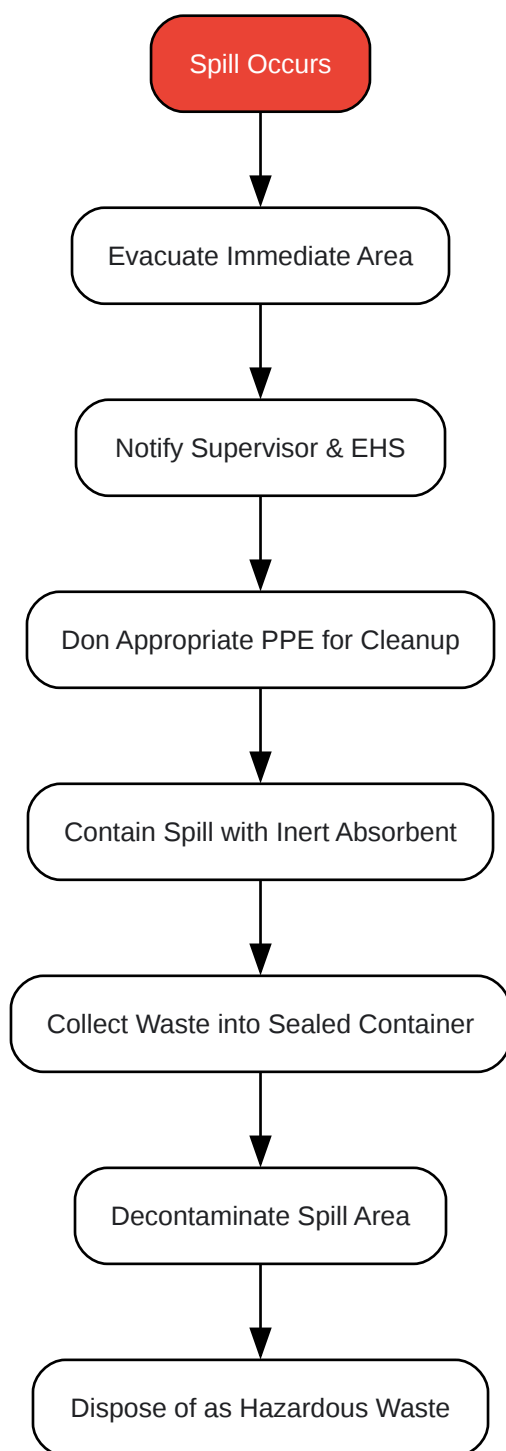 Spill Occurs
Evacuate Immediate Area
Notify Supervisor & EHS
Don Appropriate PPE for Cleanup
Contain Spill with Inert Absorbent
Collect Waste into Sealed Container
Decontaminate Spill Area
Dispose of as Hazardous Waste